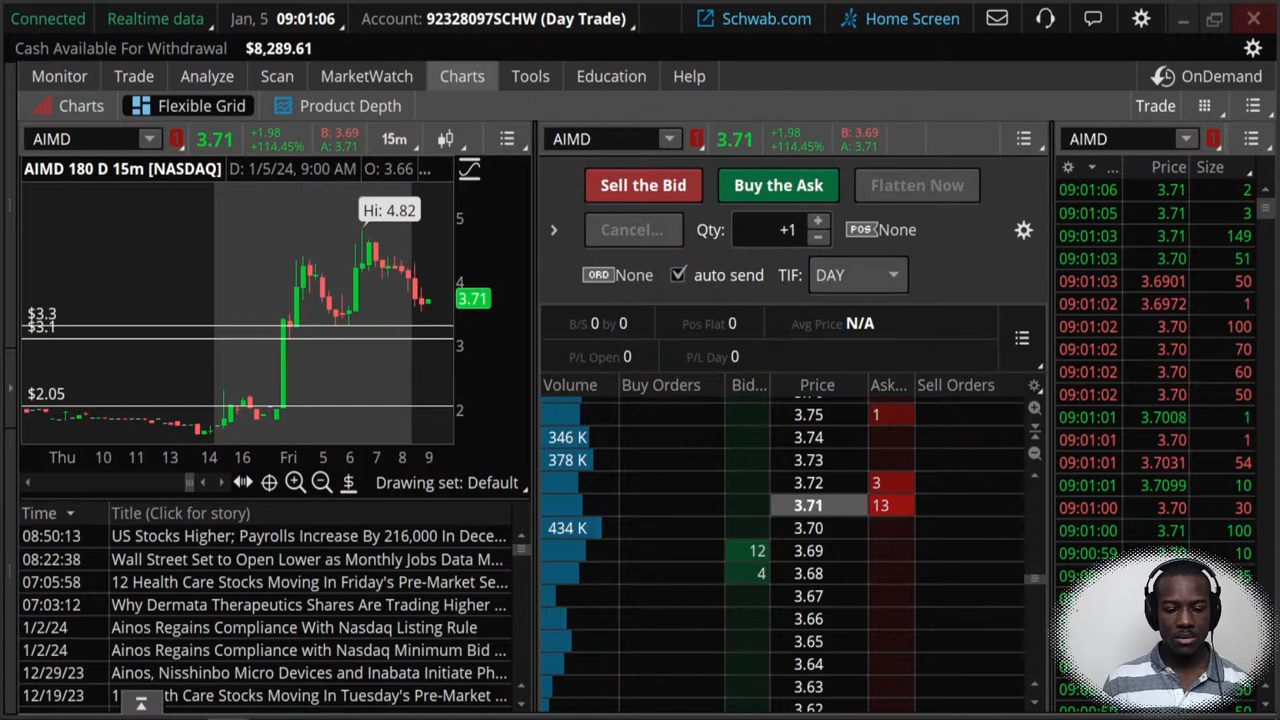 Connected Realtime data Jan, 5 09:01:06 Account: 92328097SCHW (Day Trade) Schwab.com Home Screen
Cash Available For Withdrawal $8,289.61
Monitor Trade Analyze Scan MarketWatch Charts Tools Education Help OnDemand
Charts Flexible Grid Product Depth Trade
AIMD 1 3.71 +1.98 +114.45% B: 3.69 A: 3.71 15m
AIMD 180 D 15m [NASDAQ] D: 1/5/24, 9:00 AM O: 3.66 ...
Hi: 4.82
5
4
3.71
$3.3
$3.1
3
$2.05
2
Thu 10 11 13 14 16 Fri 5 6 7 8 9
Drawing set: Default
Time Title (Click for story)
08:50:13 US Stocks Higher; Payrolls Increase By 216,000 In Dece...
08:22:38 Wall Street Set to Open Lower as Monthly Jobs Data M...
07:05:58 12 Health Care Stocks Moving In Friday's Pre-Market Se...
07:03:12 Why Dermata Therapeutics Shares Are Trading Higher ...
1/2/24 Ainos Regains Compliance With Nasdaq Listing Rule
1/2/24 Ainos Regains Compliance with Nasdaq Minimum Bid ...
12/29/23 Ainos, Nisshinbo Micro Devices and Inabata Initiate Ph...
12/19/23 th Care Stocks Moving In Tuesday's Pre-Market S...
AIMD 1 3.71 +1.98 +114.45% B: 3.69 A: 3.71
Sell the Bid Buy the Ask Flatten Now
Cancel... Qty: +1 POS None
ORD None auto send TIF: DAY
B/S 0 by 0 Pos Flat 0 Avg Price N/A
P/L Open 0 P/L Day 0
Volume Buy Orders Bid... Price Ask... Sell Orders
3.75 1
346 K 3.74
378 K 3.73
3.72 3
3.71 13
434 K 3.70
12 3.69
4 3.68
3.67
3.66
3.65
3.64
3.63
3.62
AIMD 1
... Price Size
09:01:06 3.71 2
09:01:05 3.71 3
09:01:03 3.71 149
09:01:03 3.70 51
09:01:03 3.6901 50
09:01:02 3.6972 1
09:01:02 3.70 100
09:01:02 3.70 70
09:01:02 3.70 60
09:01:02 3.70 50
09:01:01 3.7008 1
09:01:01 3.70 1
09:01:01 3.7031 54
09:01:01 3.7099 10
09:01:00 3.70 30
09:01:00 3.71 100
09:00:59 3.70 10